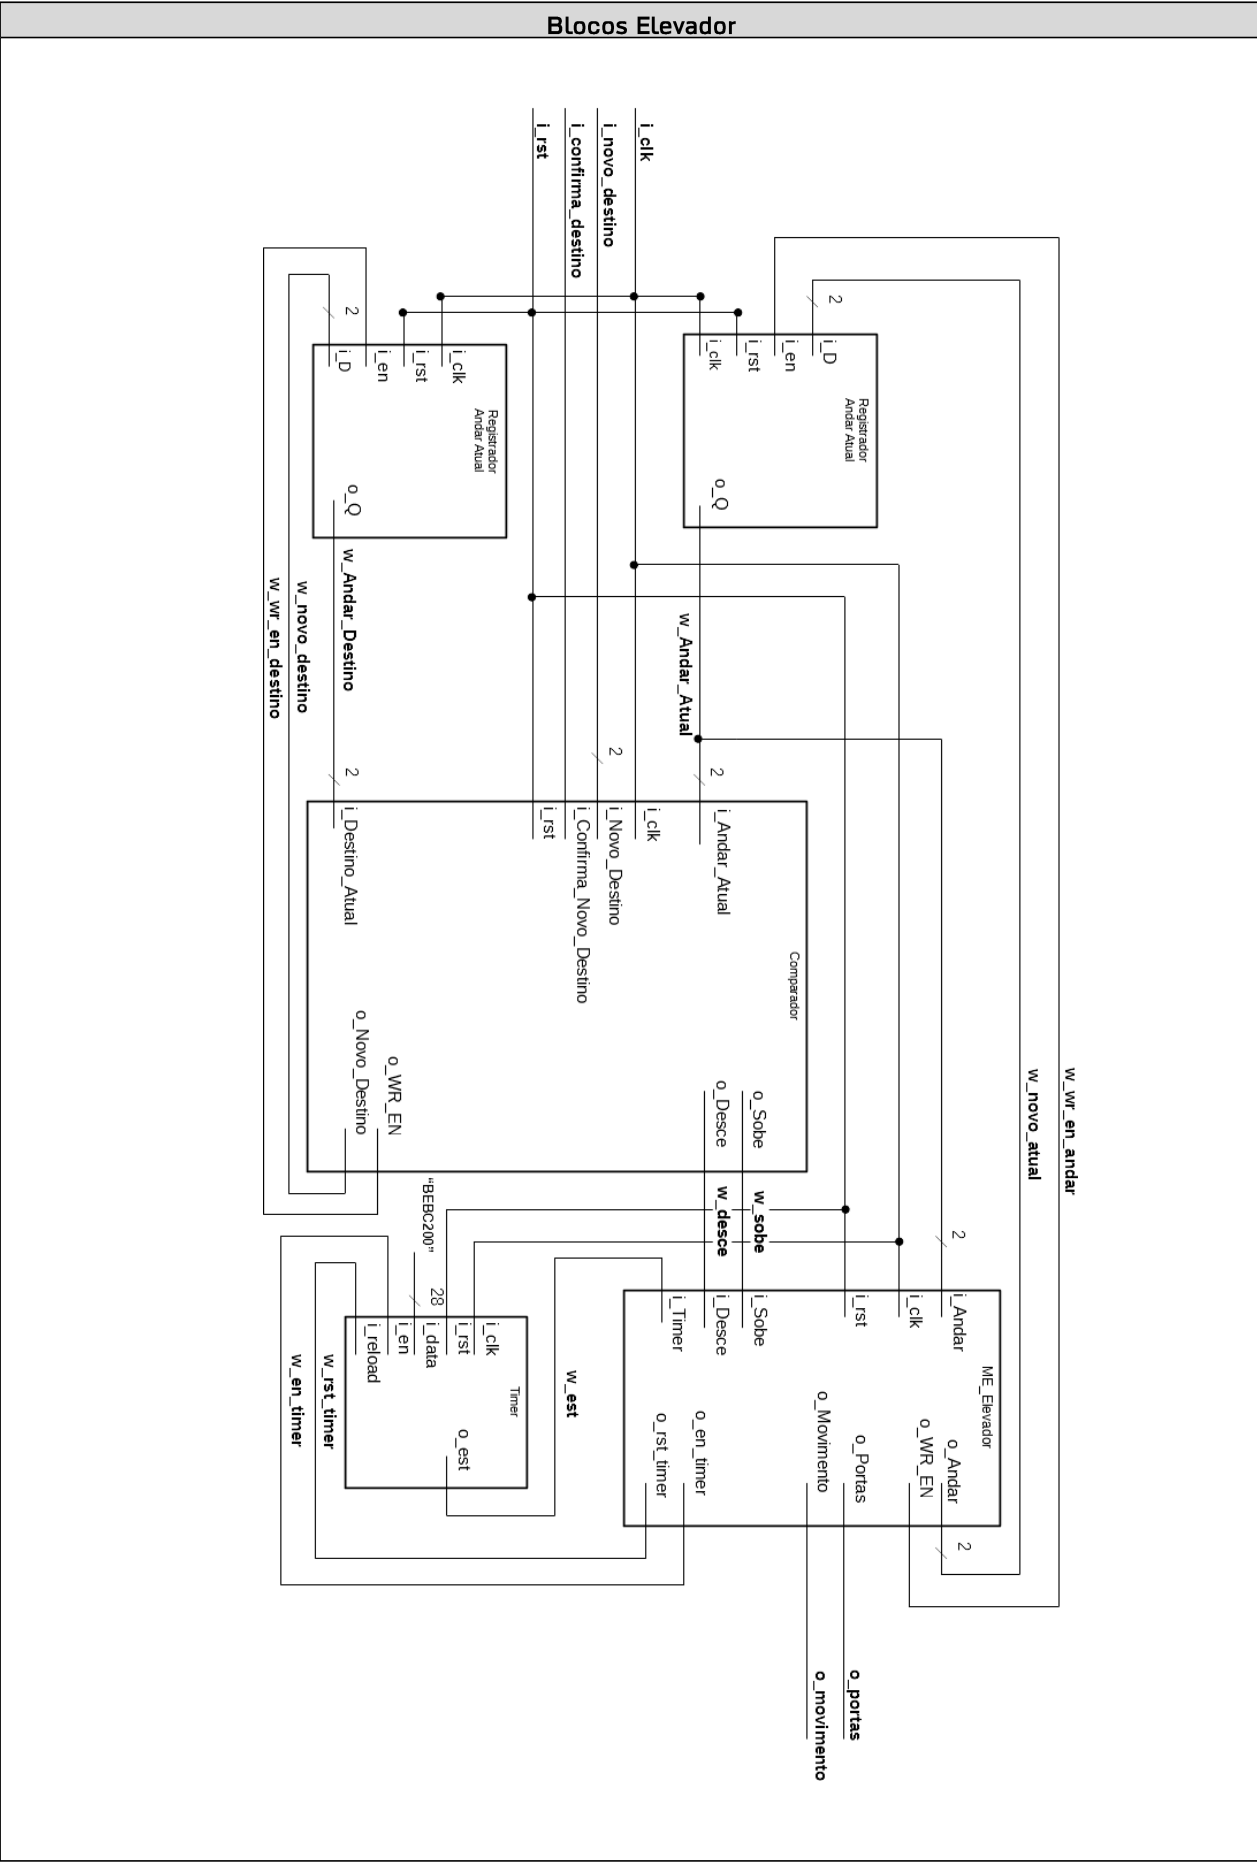 Blocos Elevador
i_clk
i_novo_destino
i_confirma_destino
i_rst
w_wr_en_andar
w_novo_atual
2
i_D
i_en
i_rst
i_clk
Registrador
Andar Atual
o_Q
w_Andar_Atual
2
2
i_clk
i_rst
i_en
i_D
Registrador
Andar Atual
o_Q
w_Andar_Destino
2
w_novo_destino
w_wr_en_destino
2
Comparador
i_Andar_Atual
i_clk
i_Novo_Destino
i_Confirma_Novo_Destino
i_rst
i_Destino_Atual
o_Sobe
o_Desce
o_WR_EN
o_Novo_Destino
w_sobe
w_desce
2
ME_Elevador
i_Andar
i_clk
i_rst
i_Sobe
i_Desce
i_Timer
o_Andar
o_WR_EN
o_Portas
o_Movimento
o_en_timer
o_rst_timer
2
o_portas
o_movimento
w_est
"BEBC200"
28
Timer
i_clk
i_rst
i_data
i_en
i_reload
o_est
w_rst_timer
w_en_timer